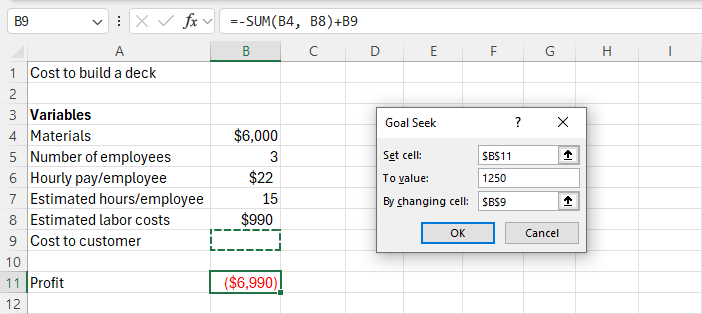 B9 fx =-SUM(B4, B8)+B9
A B C D E F G H I
1 Cost to build a deck
2
3 Variables
4 Materials $6,000
5 Number of employees 3
6 Hourly pay/employee $22
7 Estimated hours/employee 15
8 Estimated labor costs $990
9 Cost to customer
10
11 Profit ($6,990)
12
Goal Seek ? X
Set cell: $B$11
To value: 1250
By changing cell: $B$9
OK Cancel